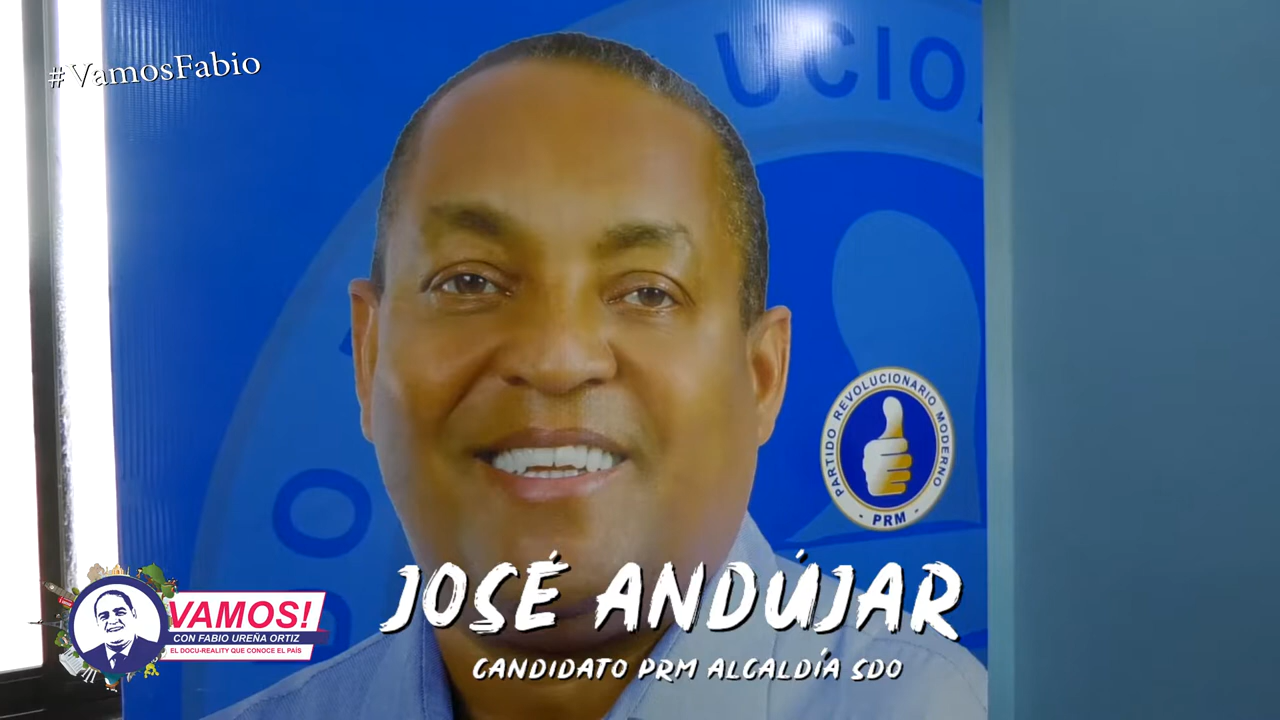 #VamosFabio
UCIO
PARTIDO REVOLUCIONARIO MODERNO
- PRM -
JOSÉ ANDÚJAR
CANDIDATO PRM ALCALDÍA SDO
VAMOS!
CON FABIO UREÑA ORTIZ
EL DOCU-REALITY QUE CONOCE EL PAÍS